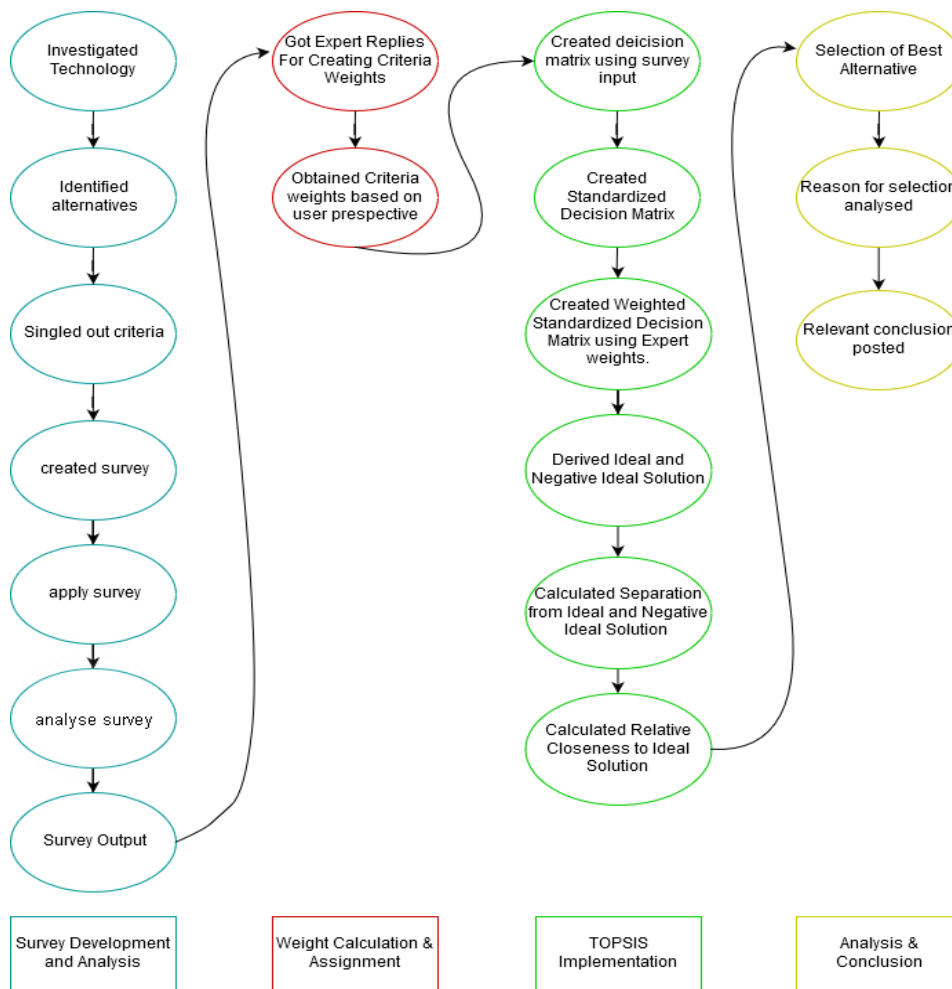 Investigated
Technology
Identified
alternatives
Singled out criteria
created survey
apply survey
analyse survey
Survey Output
Got Expert Replies
For Creating Criteria
Weights
Obtained Criteria
weights based on
user prespective
Created deicision
matrix using survey
input
Created
Standardized
Decision Matrix
Created Weighted
Standardized Decision
Matrix using Expert
weights.
Derived Ideal and
Negative Ideal Solution
Calculated Separation
from Ideal and Negative
Ideal Solution
Calculated Relative
Closeness to Ideal
Solution
Selection of Best
Alternative
Reason for selection
analysed
Relevant conclusion
posted
Survey Development
and Analysis
Weight Calculation &
Assignment
TOPSIS
Implementation
Analysis &
Conclusion